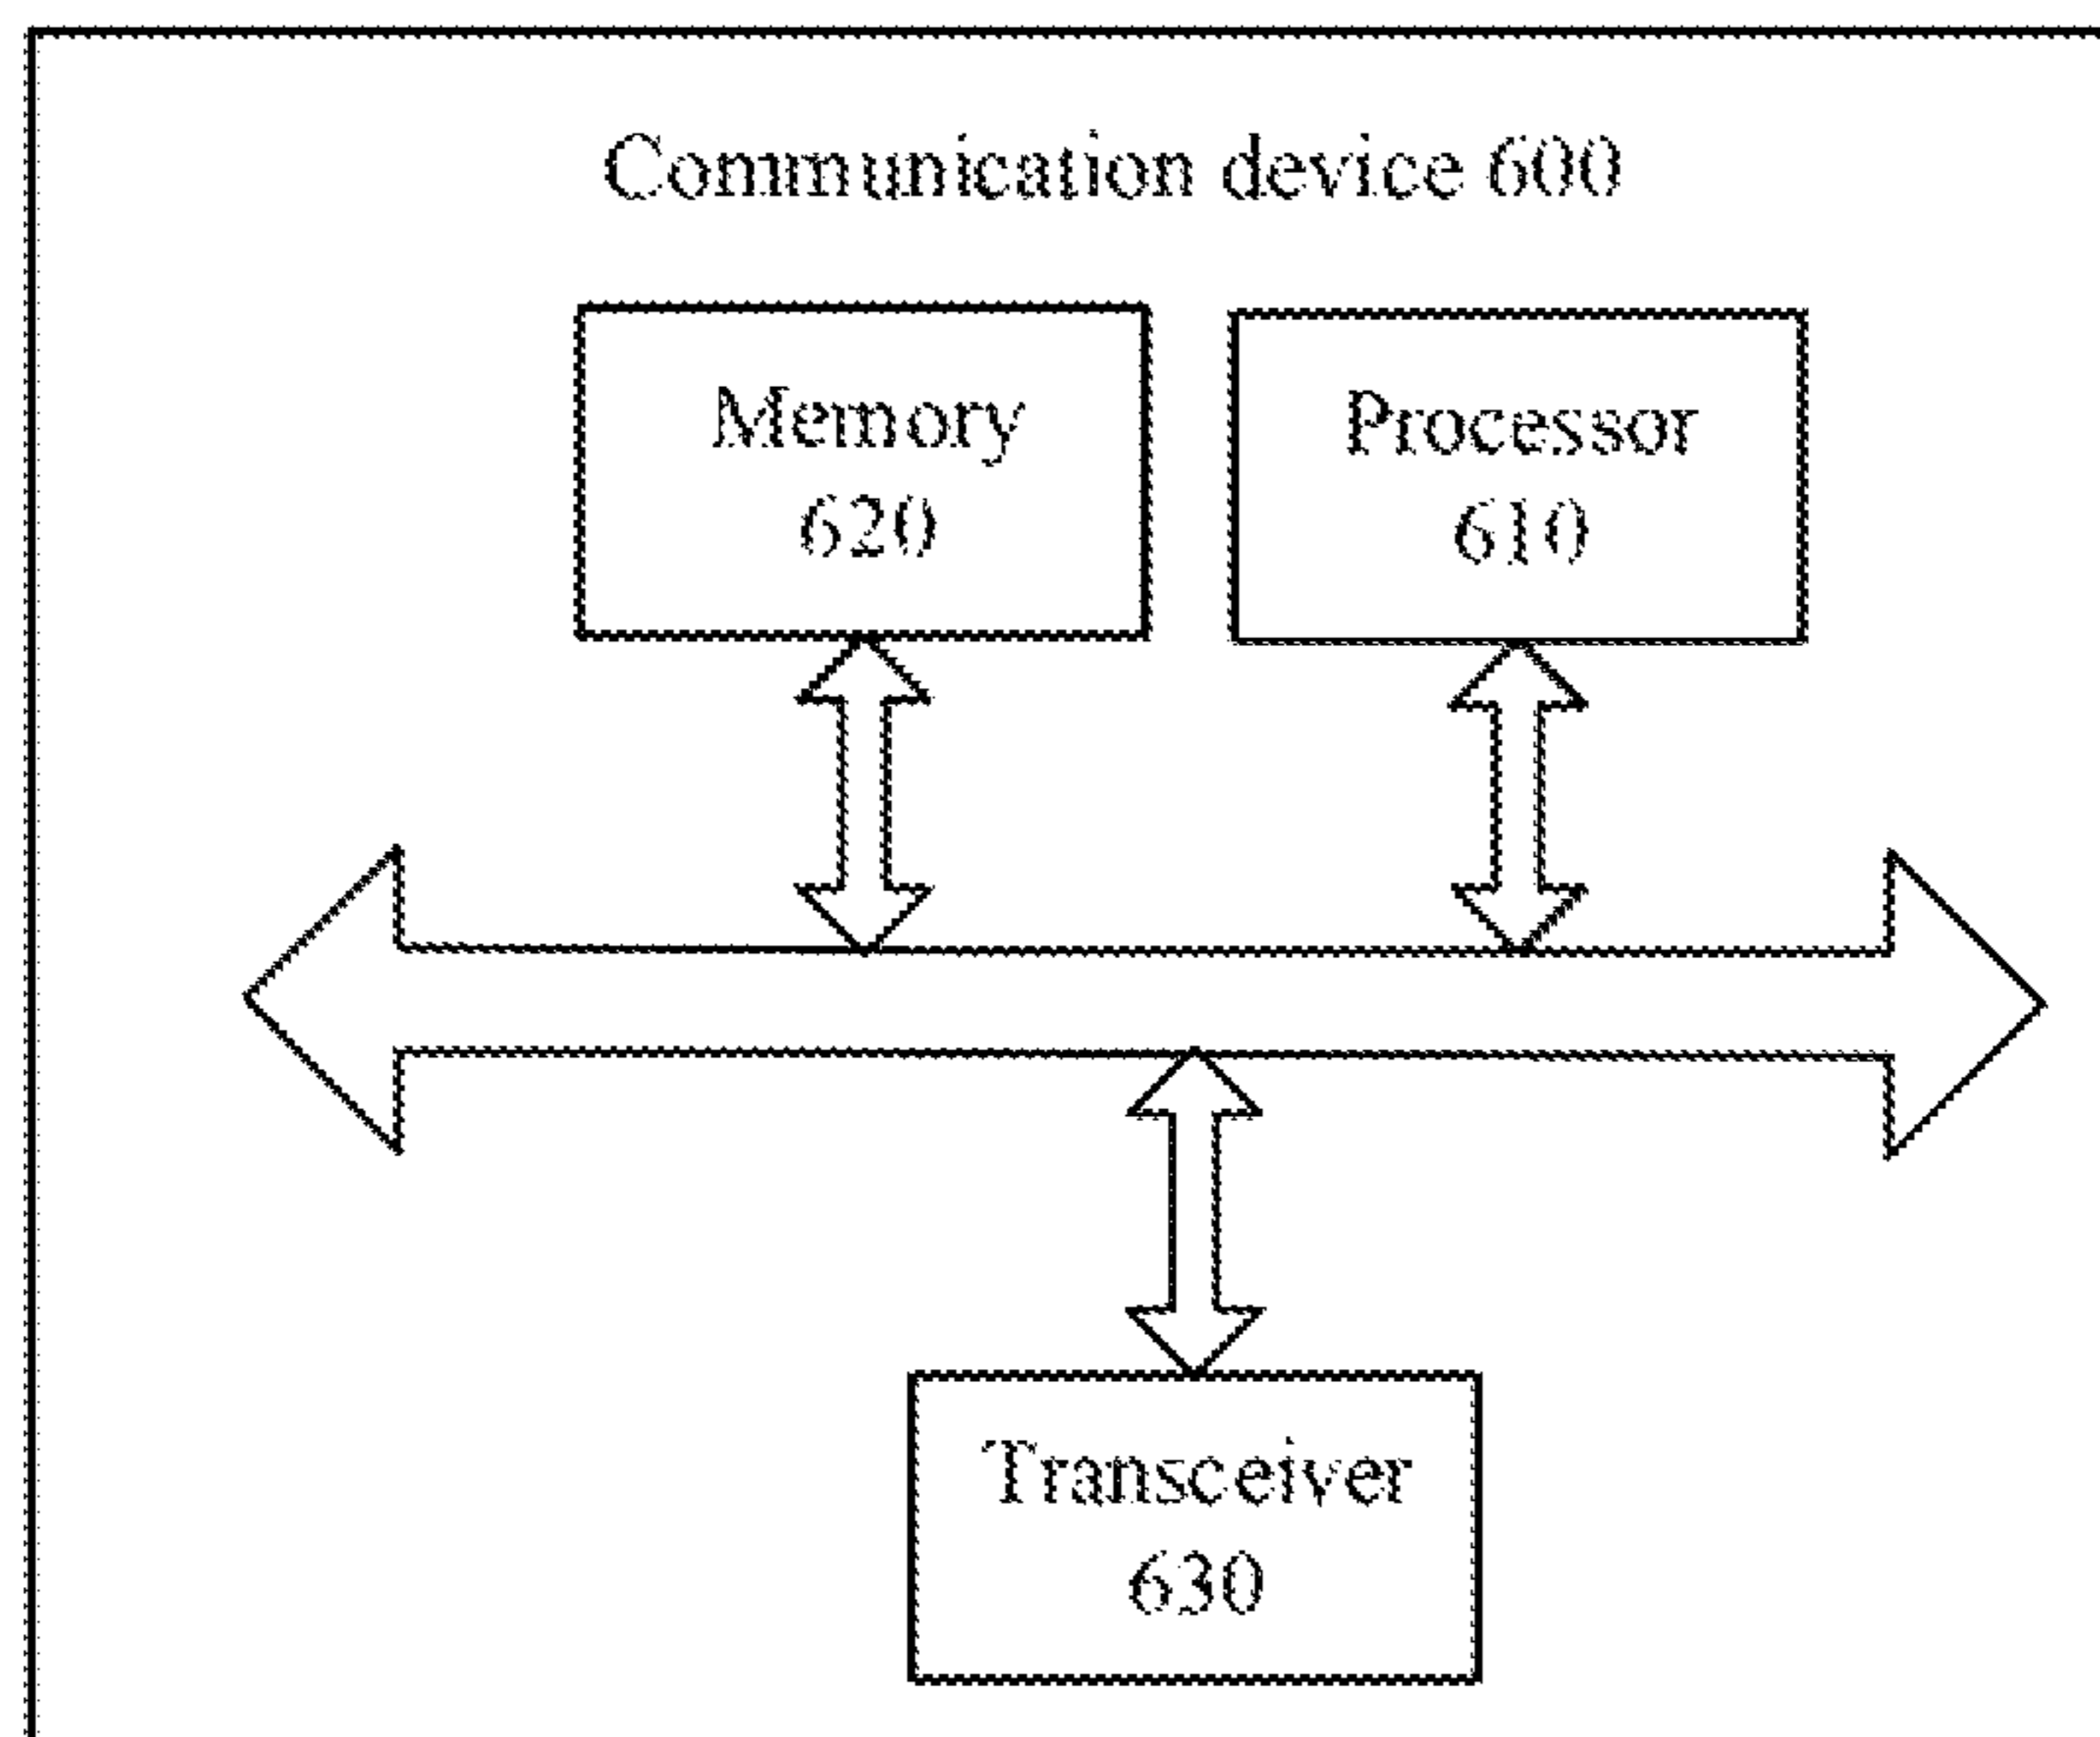 Communication device 600
Memory
620
Processor
610
Transceiver
630